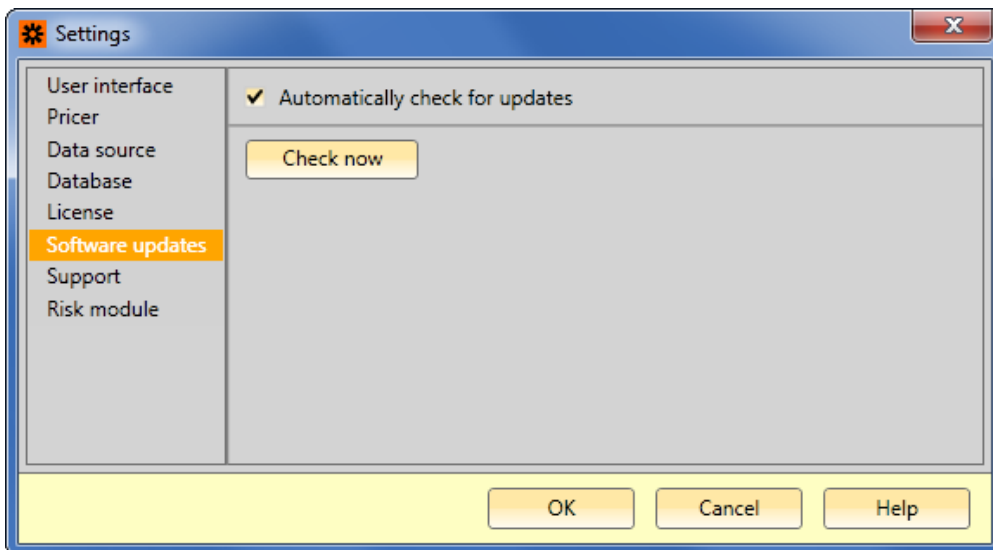 Settings
User interface
Pricer
Data source
Database
License
Software updates
Support
Risk module
Automatically check for updates
Check now
OK
Cancel
Help